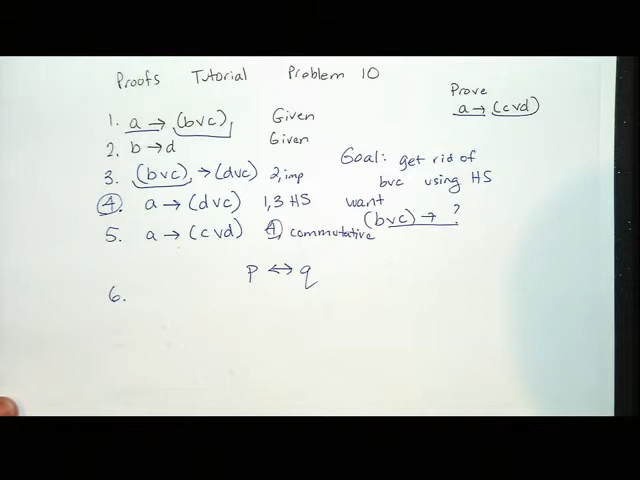 Proofs Tutorial Problem 10
Prove
a → (c∨d)
1. a → (b∨c), Given
2. b → d Given
3. (b∨c), → (d∨c) 2, imp
4. a → (d∨c) 1,3 HS
5. a → (c∨d) 4 commutative
Goal: get rid of
b∨c using HS
want
(b∨c) → ?
p ↔ q
6.